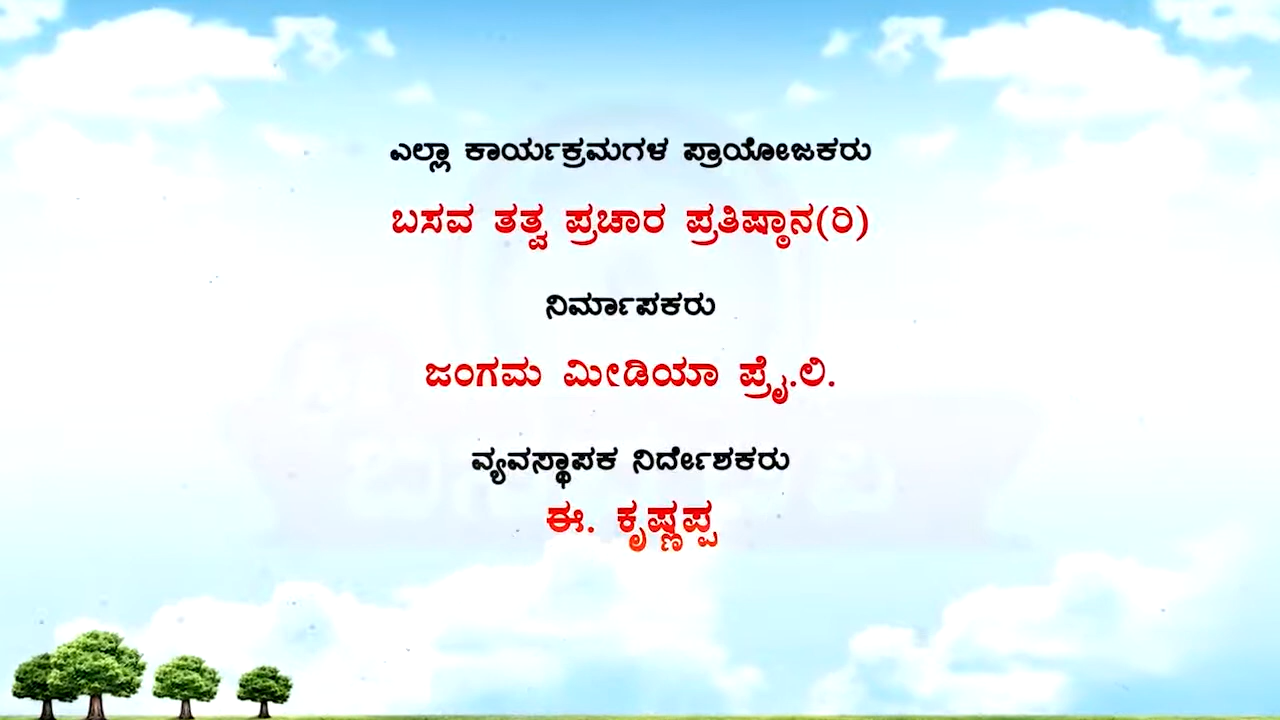 ಎಲ್ಲಾ ಕಾರ್ಯಕ್ರಮಗಳ ಪ್ರಾಯೋಜಕರು
ಬಸವ ತತ್ವ ಪ್ರಚಾರ ಪ್ರತಿಷ್ಠಾನ(ರಿ)
ನಿರ್ಮಾಪಕರು
ಜಂಗಮ ಮೀಡಿಯಾ ಪ್ರೈ.ಲಿ.
ವ್ಯವಸ್ಥಾಪಕ ನಿರ್ದೇಶಕರು
ಈ. ಕೃಷ್ಣಪ್ಪ